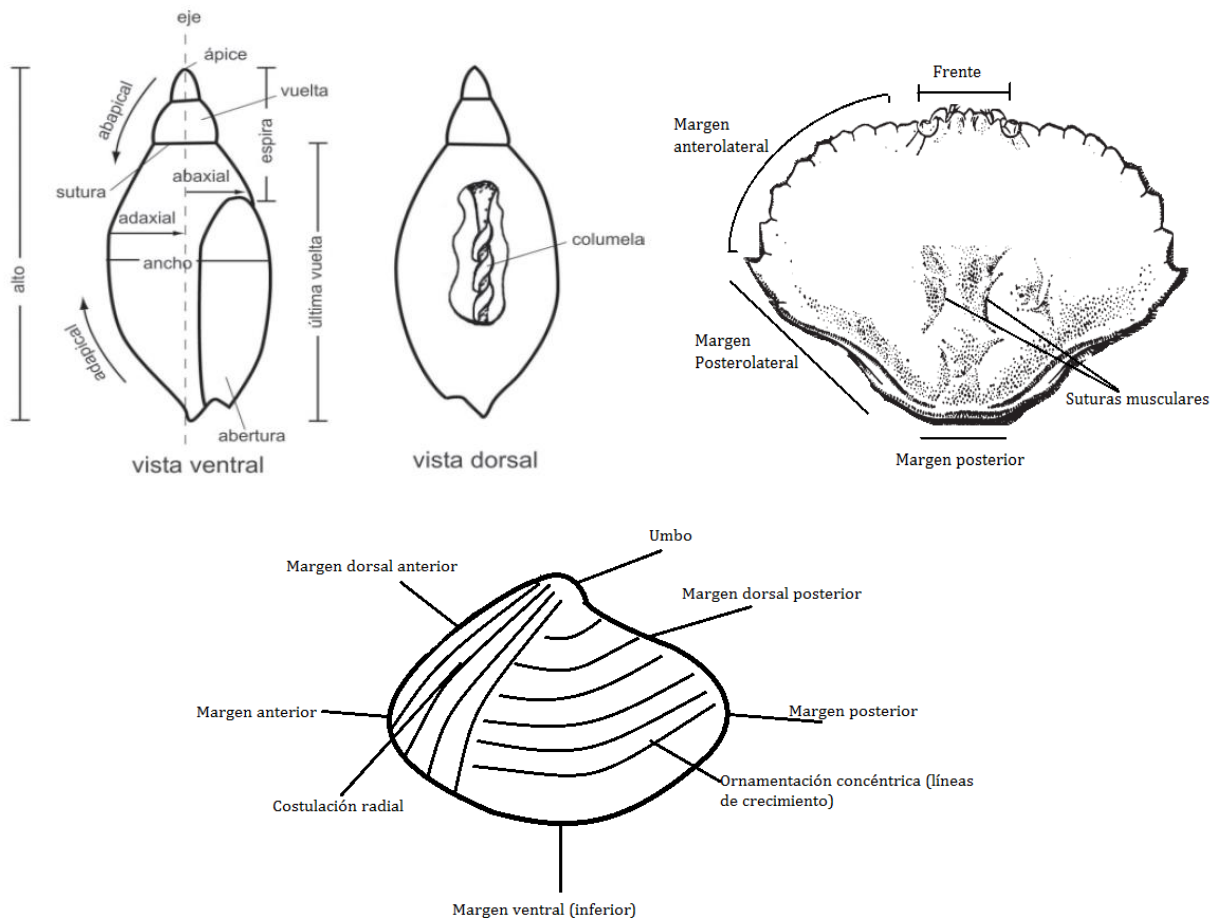 eje
ápice
vuelta
abapical
espira
sutura
abaxial
adaxial
ancho
alto
adapical
abertura
vista ventral
última vuelta
columela
vista dorsal
Frente
Margen
anterolateral
Margen
Posterolateral
Suturas musculares
Margen posterior
Umbo
Margen dorsal anterior
Margen dorsal posterior
Margen anterior
Margen posterior
Costulación radial
Ornamentación concéntrica (líneas
de crecimiento)
Margen ventral (inferior)